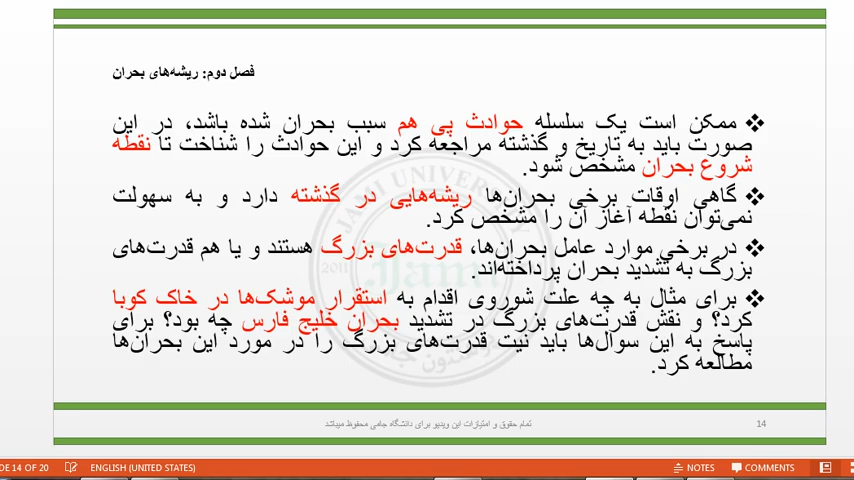 فصل دوم: ریشه‌های بحران
❖ ممکن است یک سلسله حوادث پی هم سبب بحران شده باشد، در این
صورت باید به تاریخ و گذشته مراجعه کرد و این حوادث را شناخت تا نقطه
شروع بحران مشخص شود.
❖ گاهی اوقات برخی بحران‌ها ریشه‌هایی در گذشته دارد و به سهولت
نمی‌توان نقطه آغاز آن را مشخص کرد.
❖ در برخی موارد عامل بحران‌ها، قدرت‌های بزرگ هستند و یا هم قدرت‌های
بزرگ به تشدید بحران پرداخته‌اند.
❖ برای مثال به چه علت شوروی اقدام به استقرار موشک‌ها در خاک کوبا
کرد؟ و نقش قدرت‌های بزرگ در تشدید بحران خلیج فارس چه بود؟ برای
پاسخ به این سوال‌ها باید نیت قدرت‌های بزرگ را در مورد این بحران‌ها
مطالعه کرد.
JAMI UNIVERSITY
2011
Jami
تمام حقوق و امتیازات این ویدیو برای دانشگاه جامی محفوظ میباشد
14
DE 14 OF 20
ENGLISH (UNITED STATES)
NOTES
COMMENTS